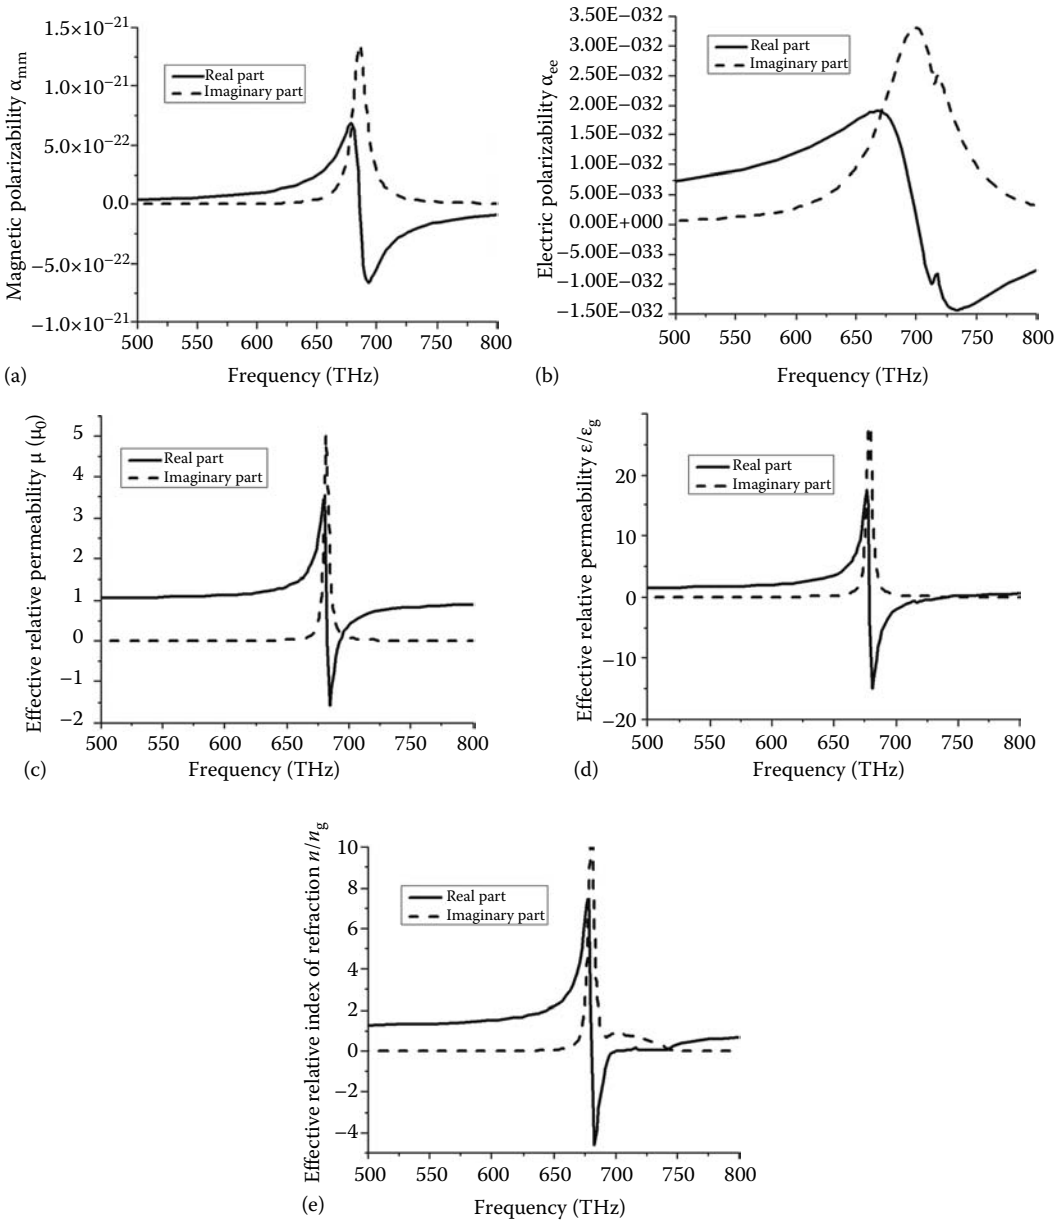 Magnetic polarizability αmm
1.5×10−21
1.0×10−21
5.0×10−22
0.0
−5.0×10−22
−1.0×10−21
Real part
Imaginary part
500 550 600 650 700 750 800
Frequency (THz)
(a)
Electric polarizability αee
3.50E−032
3.00E−032
2.50E−032
2.00E−032
1.50E−032
1.00E−032
5.00E−033
0.00E+000
−5.00E−033
−1.00E−032
−1.50E−032
Real part
Imaginary part
500 550 600 650 700 750 800
Frequency (THz)
(b)
Effective relative permeability μ (μ0)
5
4
3
2
1
0
−1
−2
Real part
Imaginary part
500 550 600 650 700 750 800
Frequency (THz)
(c)
Effective relative permeability ε/εg
20
10
0
−10
−20
Real part
Imaginary part
500 550 600 650 700 750 800
Frequency (THz)
(d)
Effective relative index of refraction n/ng
10
8
6
4
2
0
−2
−4
Real part
Imaginary part
500 550 600 650 700 750 800
Frequency (THz)
(e)